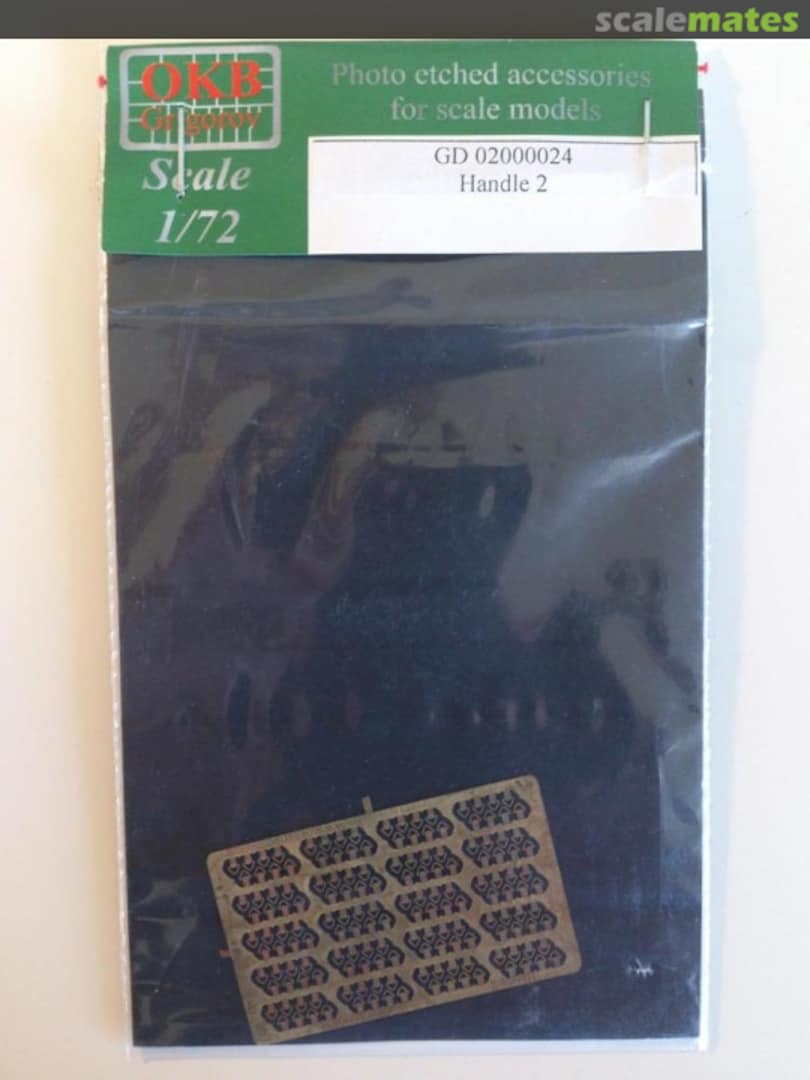 scalemates
OKB
Grigorov
Photo etched accessories
for scale models
GD 02000024
Handle 2
Scale
1/72